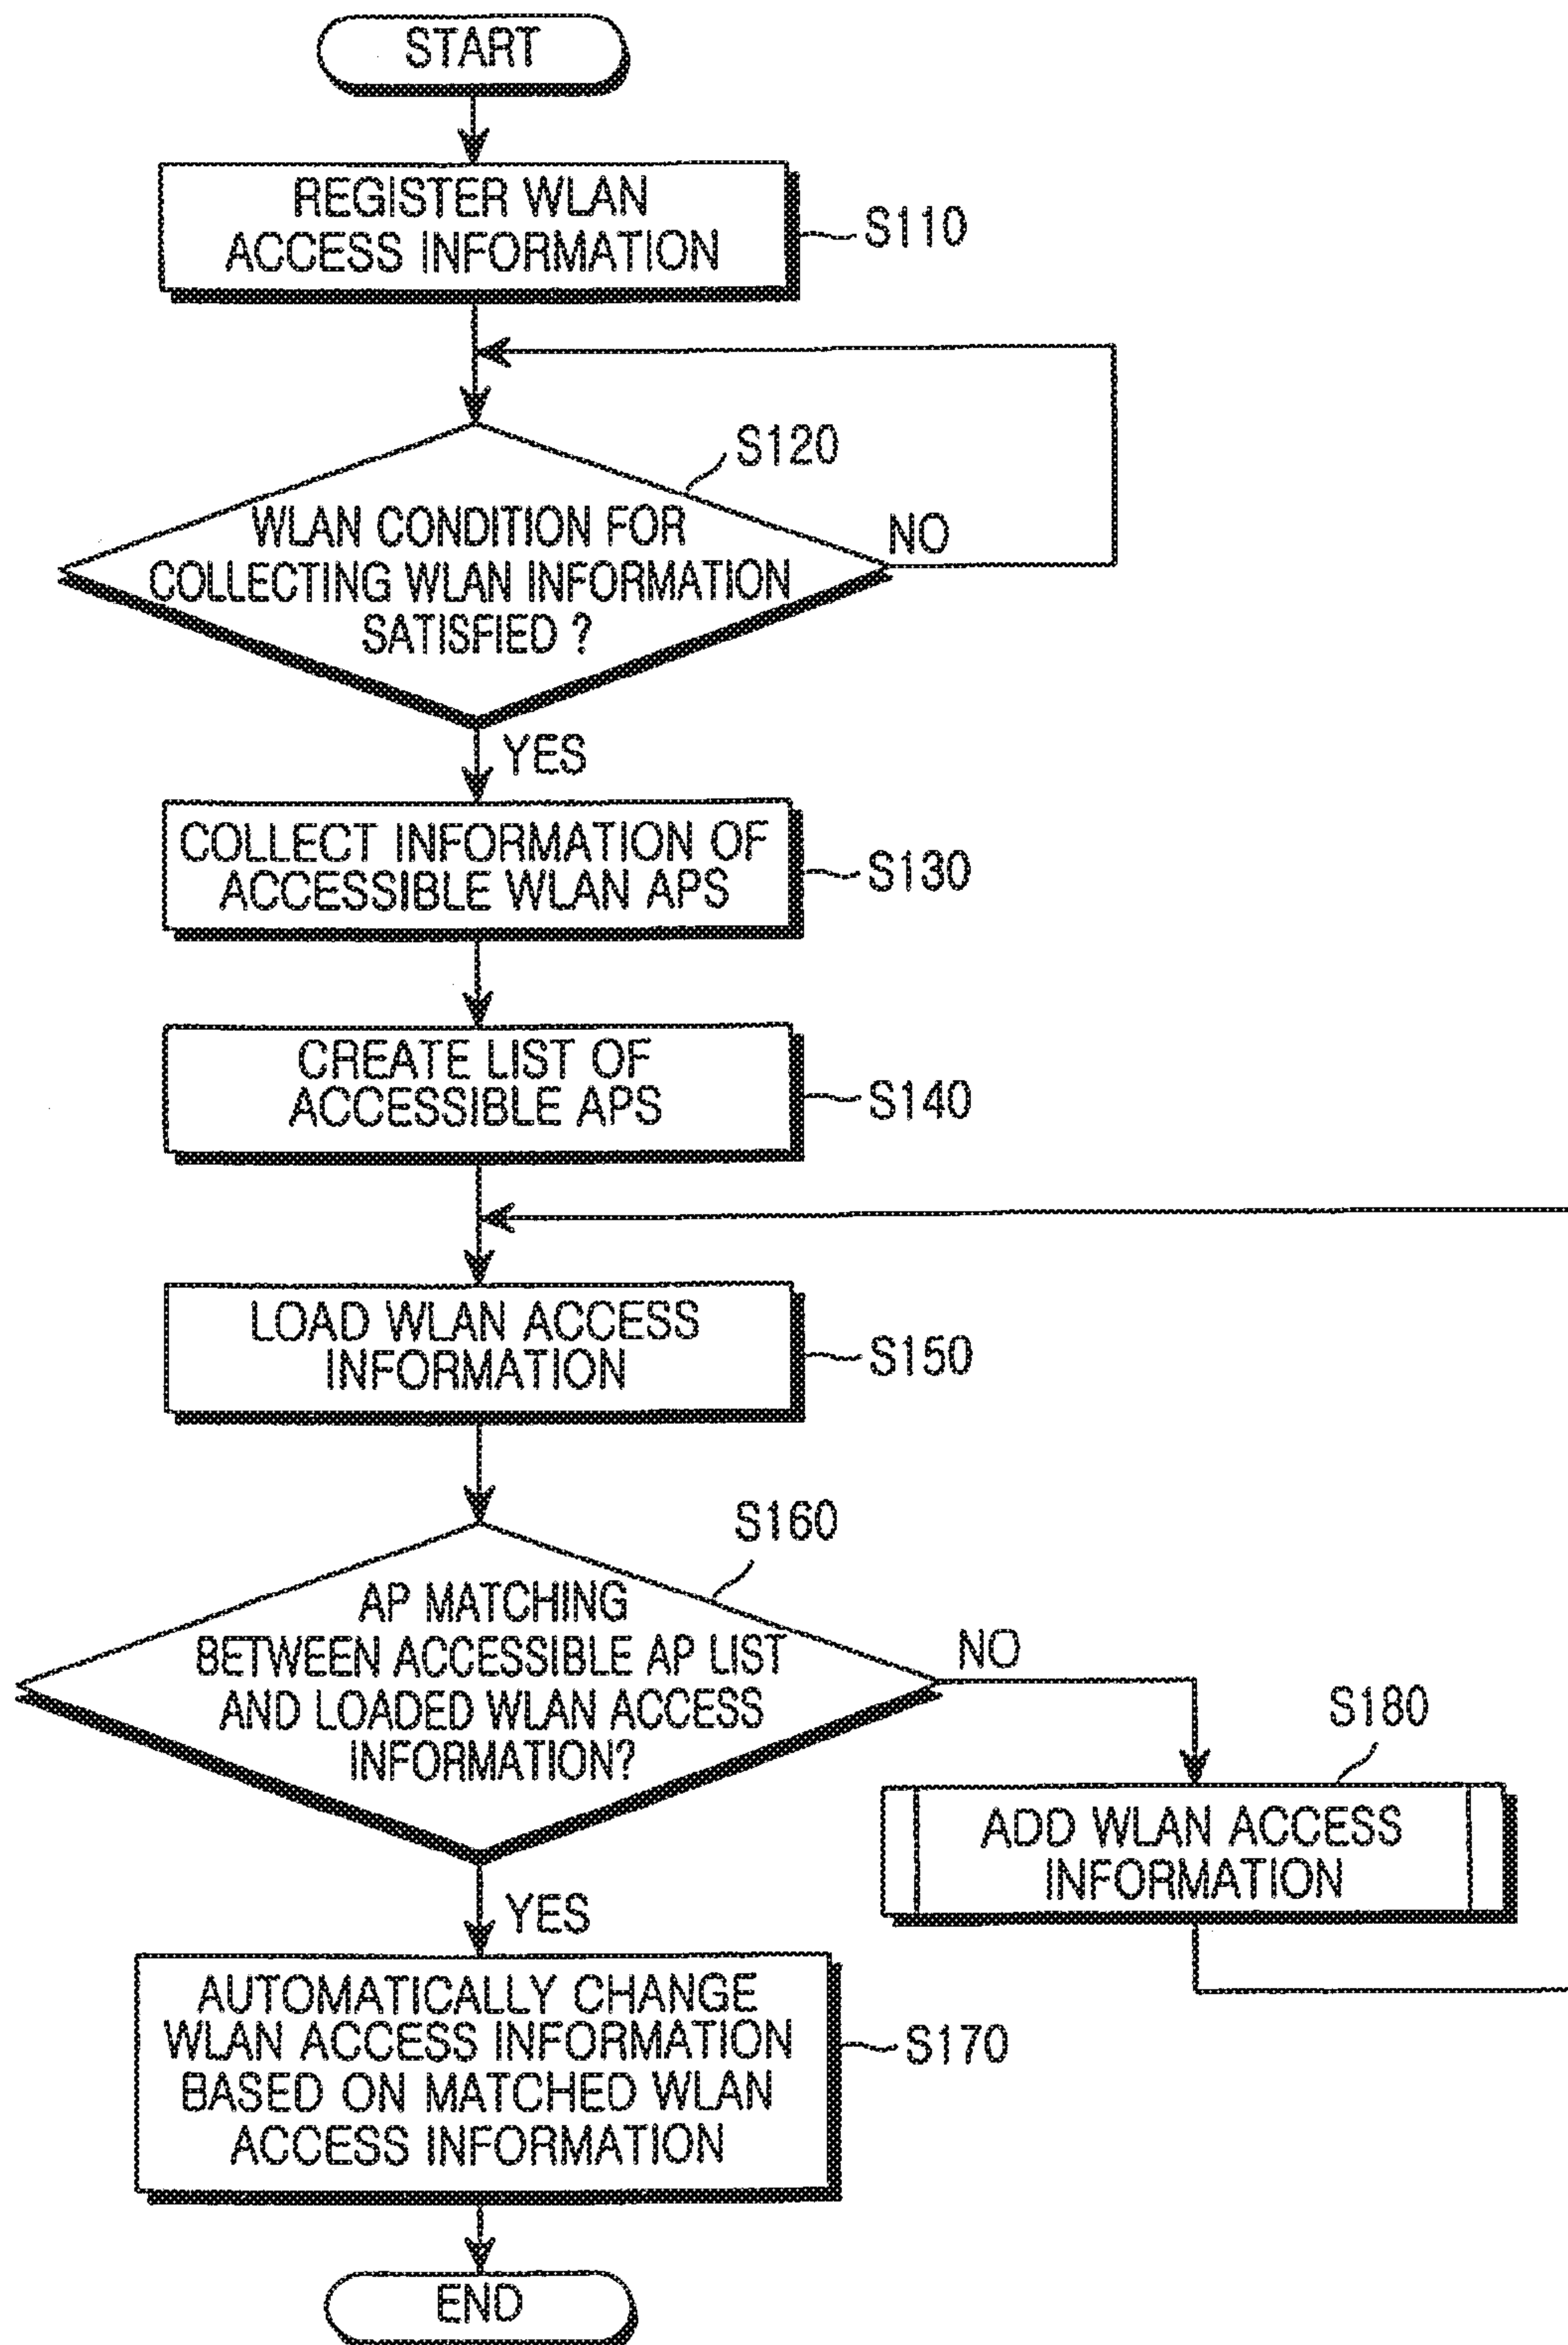 START
REGISTER WLAN
ACCESS INFORMATION
S110
S120
WLAN CONDITION FOR
COLLECTING WLAN INFORMATION
SATISFIED ?
NO
YES
COLLECT INFORMATION OF
ACCESSIBLE WLAN APS
S130
CREATE LIST OF
ACCESSIBLE APS
S140
LOAD WLAN ACCESS
INFORMATION
S150
S160
AP MATCHING
BETWEEN ACCESSIBLE AP LIST
AND LOADED WLAN ACCESS
INFORMATION?
NO
S180
ADD WLAN ACCESS
INFORMATION
YES
AUTOMATICALLY CHANGE
WLAN ACCESS INFORMATION
BASED ON MATCHED WLAN
ACCESS INFORMATION
S170
END